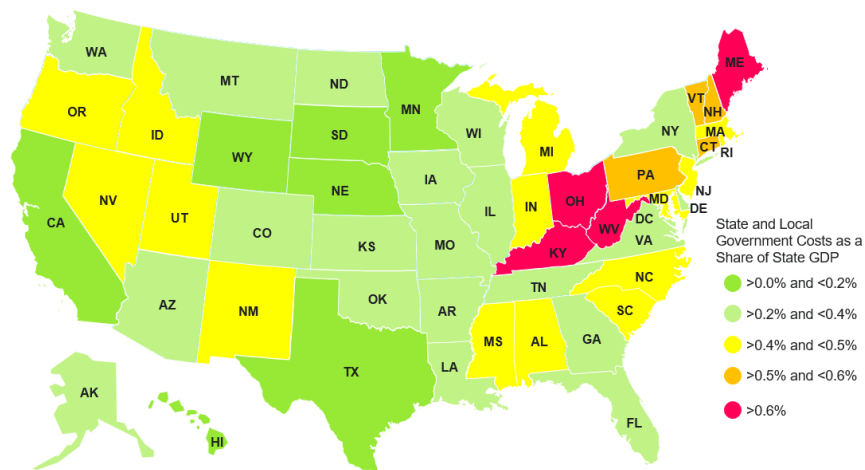 WA
MT
ND
MN
ME
VT
NH
OR
ID
SD
WI
NY
MA
WY
MI
CT
RI
NE
IA
PA
NV
UT
IL
IN
OH
NJ
MD
DE
CA
CO
KS
MO
WV
DC
VA
KY
AZ
NM
OK
AR
TN
NC
SC
TX
MS
AL
GA
LA
AK
HI
FL
State and Local
Government Costs as a
Share of State GDP
>0.0% and <0.2%
>0.2% and <0.4%
>0.4% and <0.5%
>0.5% and <0.6%
>0.6%